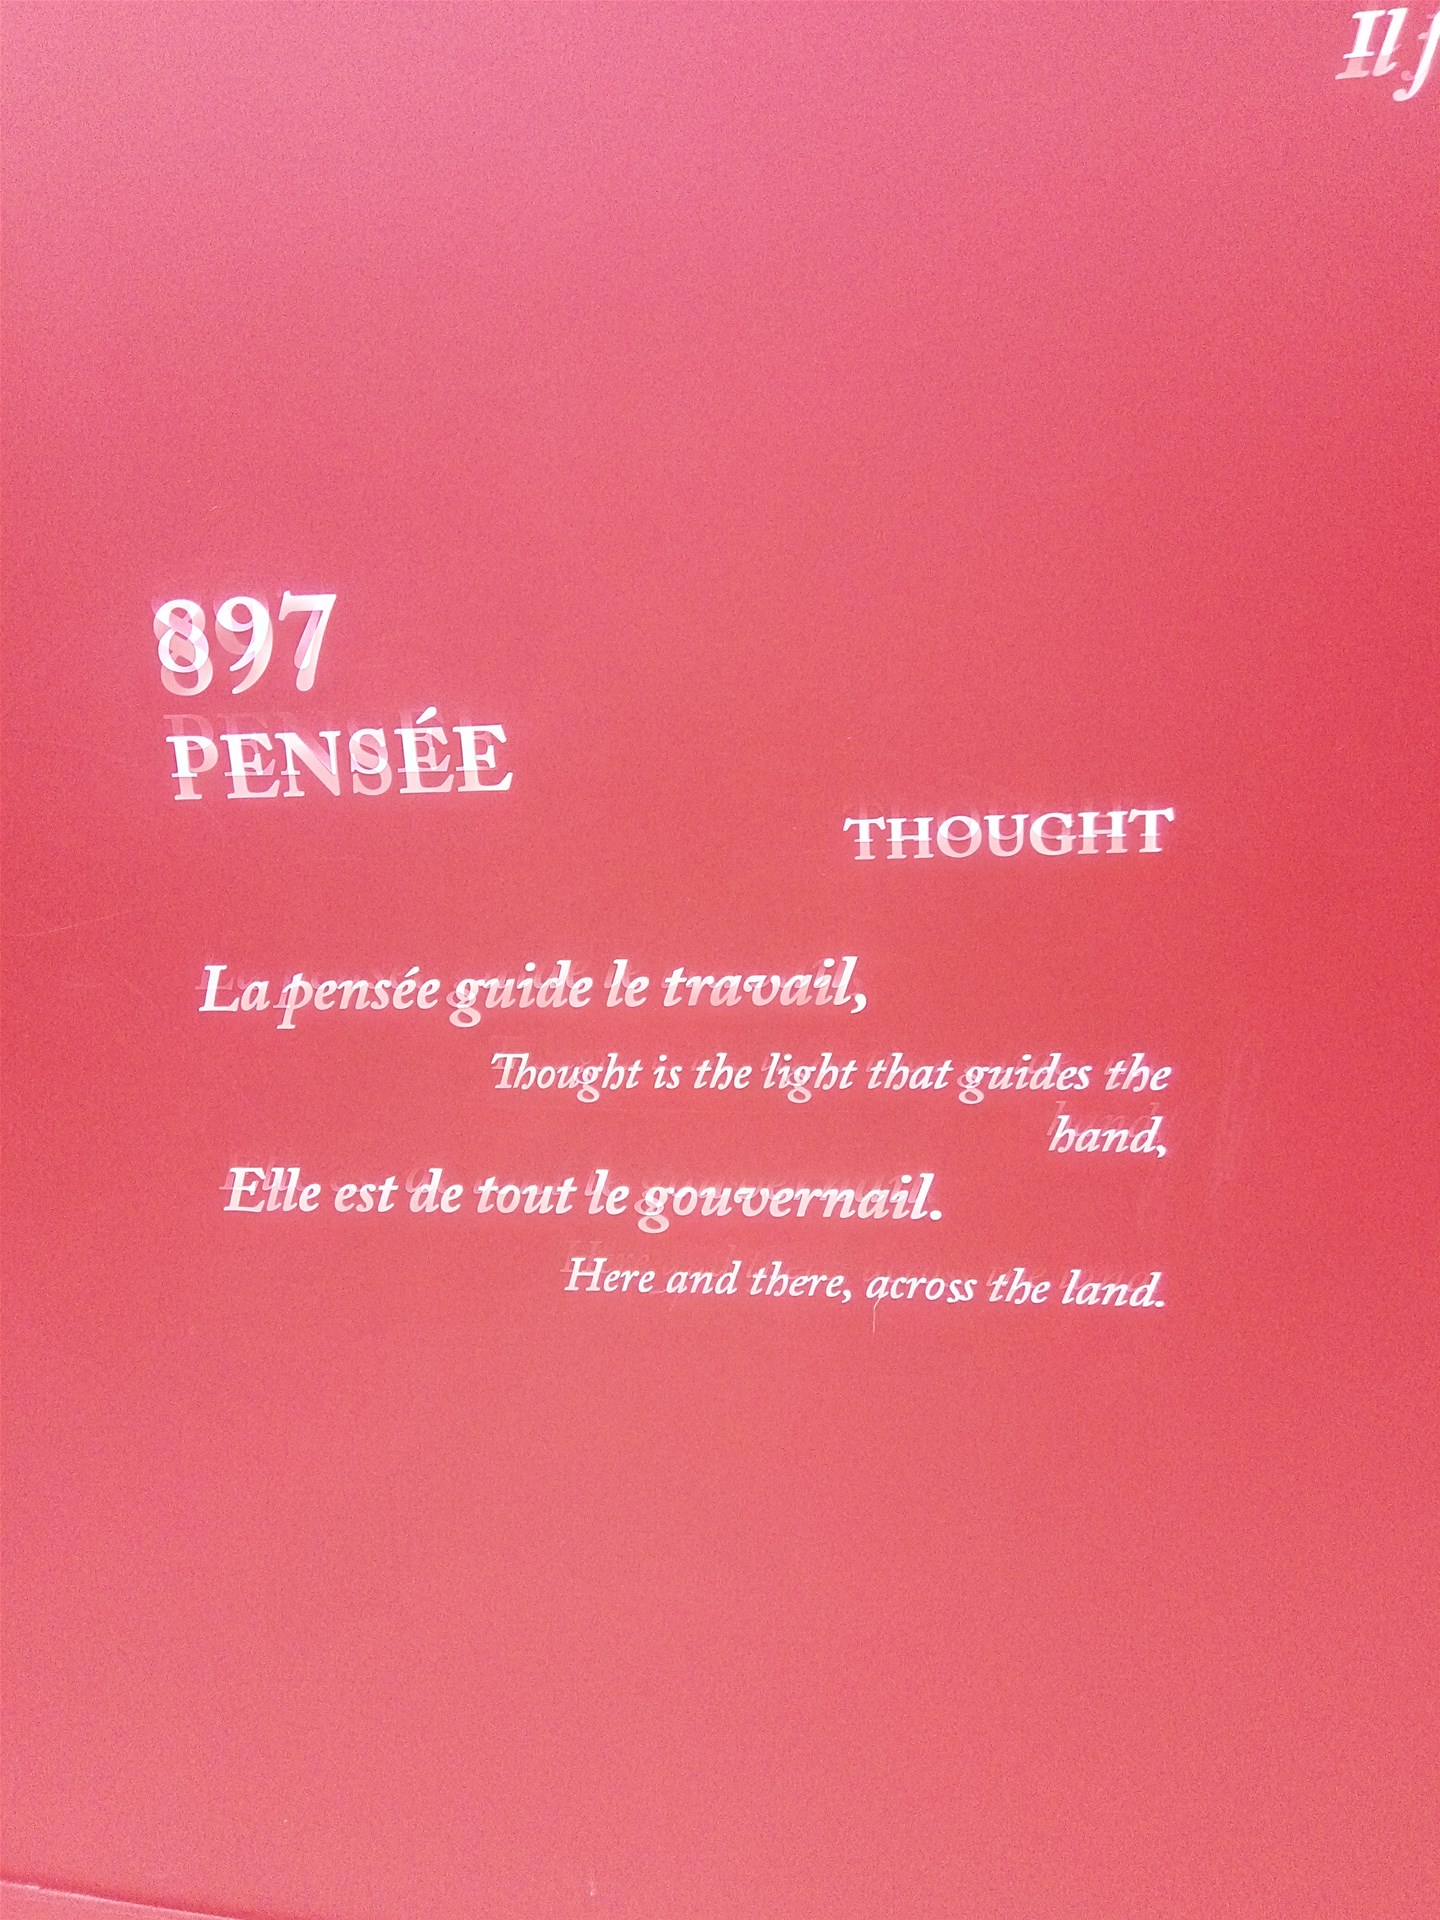 Il f
897
PENSÉE
THOUGHT
La pensée guide le travail,
Thought is the light that guides the
hand,
Elle est de tout le gouvernail.
Here and there, across the land.